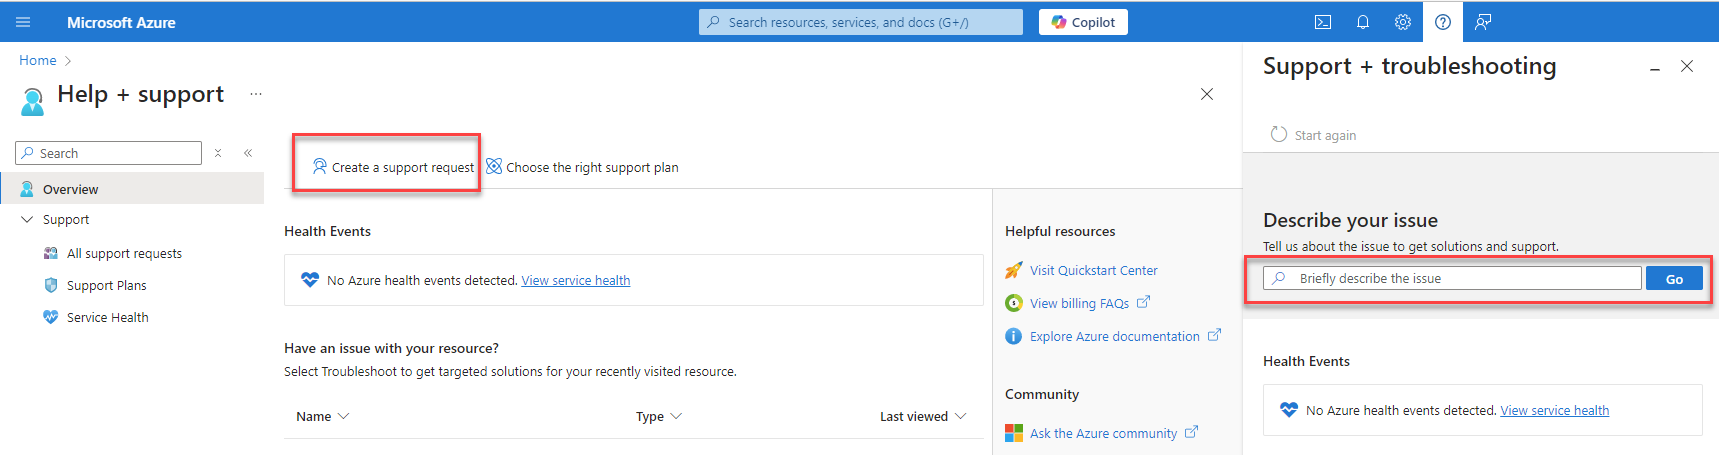 Microsoft Azure
Search resources, services, and docs (G+/)
Copilot
Home
Help + support
...
Search
Overview
Support
All support requests
Support Plans
Service Health
Create a support request
Choose the right support plan
Health Events
No Azure health events detected. View service health
Have an issue with your resource?
Select Troubleshoot to get targeted solutions for your recently visited resource.
Name Type Last viewed
Helpful resources
Visit Quickstart Center
View billing FAQs
Explore Azure documentation
Community
Ask the Azure community
Support + troubleshooting
Start again
Describe your issue
Tell us about the issue to get solutions and support.
Briefly describe the issue
Go
Health Events
No Azure health events detected. View service health